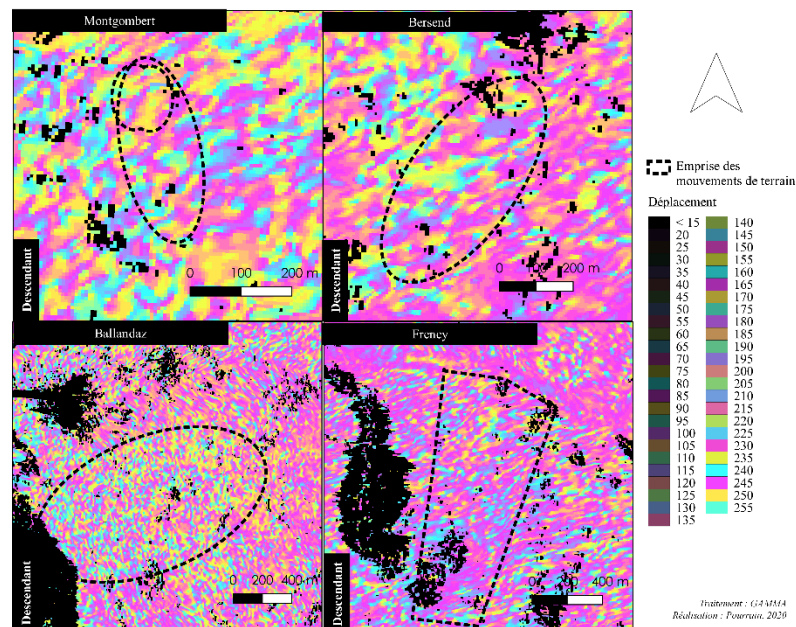 Montgombert
Bersend
Descendant
0 100 200 m
Descendant
0 100 200 m
Ballandaz
Freney
Descendant
0 200 400 m
Descendant
0 200 400 m
Emprise des
mouvements de terrain
Déplacement
< 15 140
20 145
25 150
30 155
35 160
40 165
45 170
50 175
55 180
60 185
65 190
70 195
75 200
80 205
85 210
90 215
95 220
100 225
105 230
110 235
115 240
120 245
125 250
130 255
135
Traitement : GAMMA
Réalisation : Pourrain, 2020